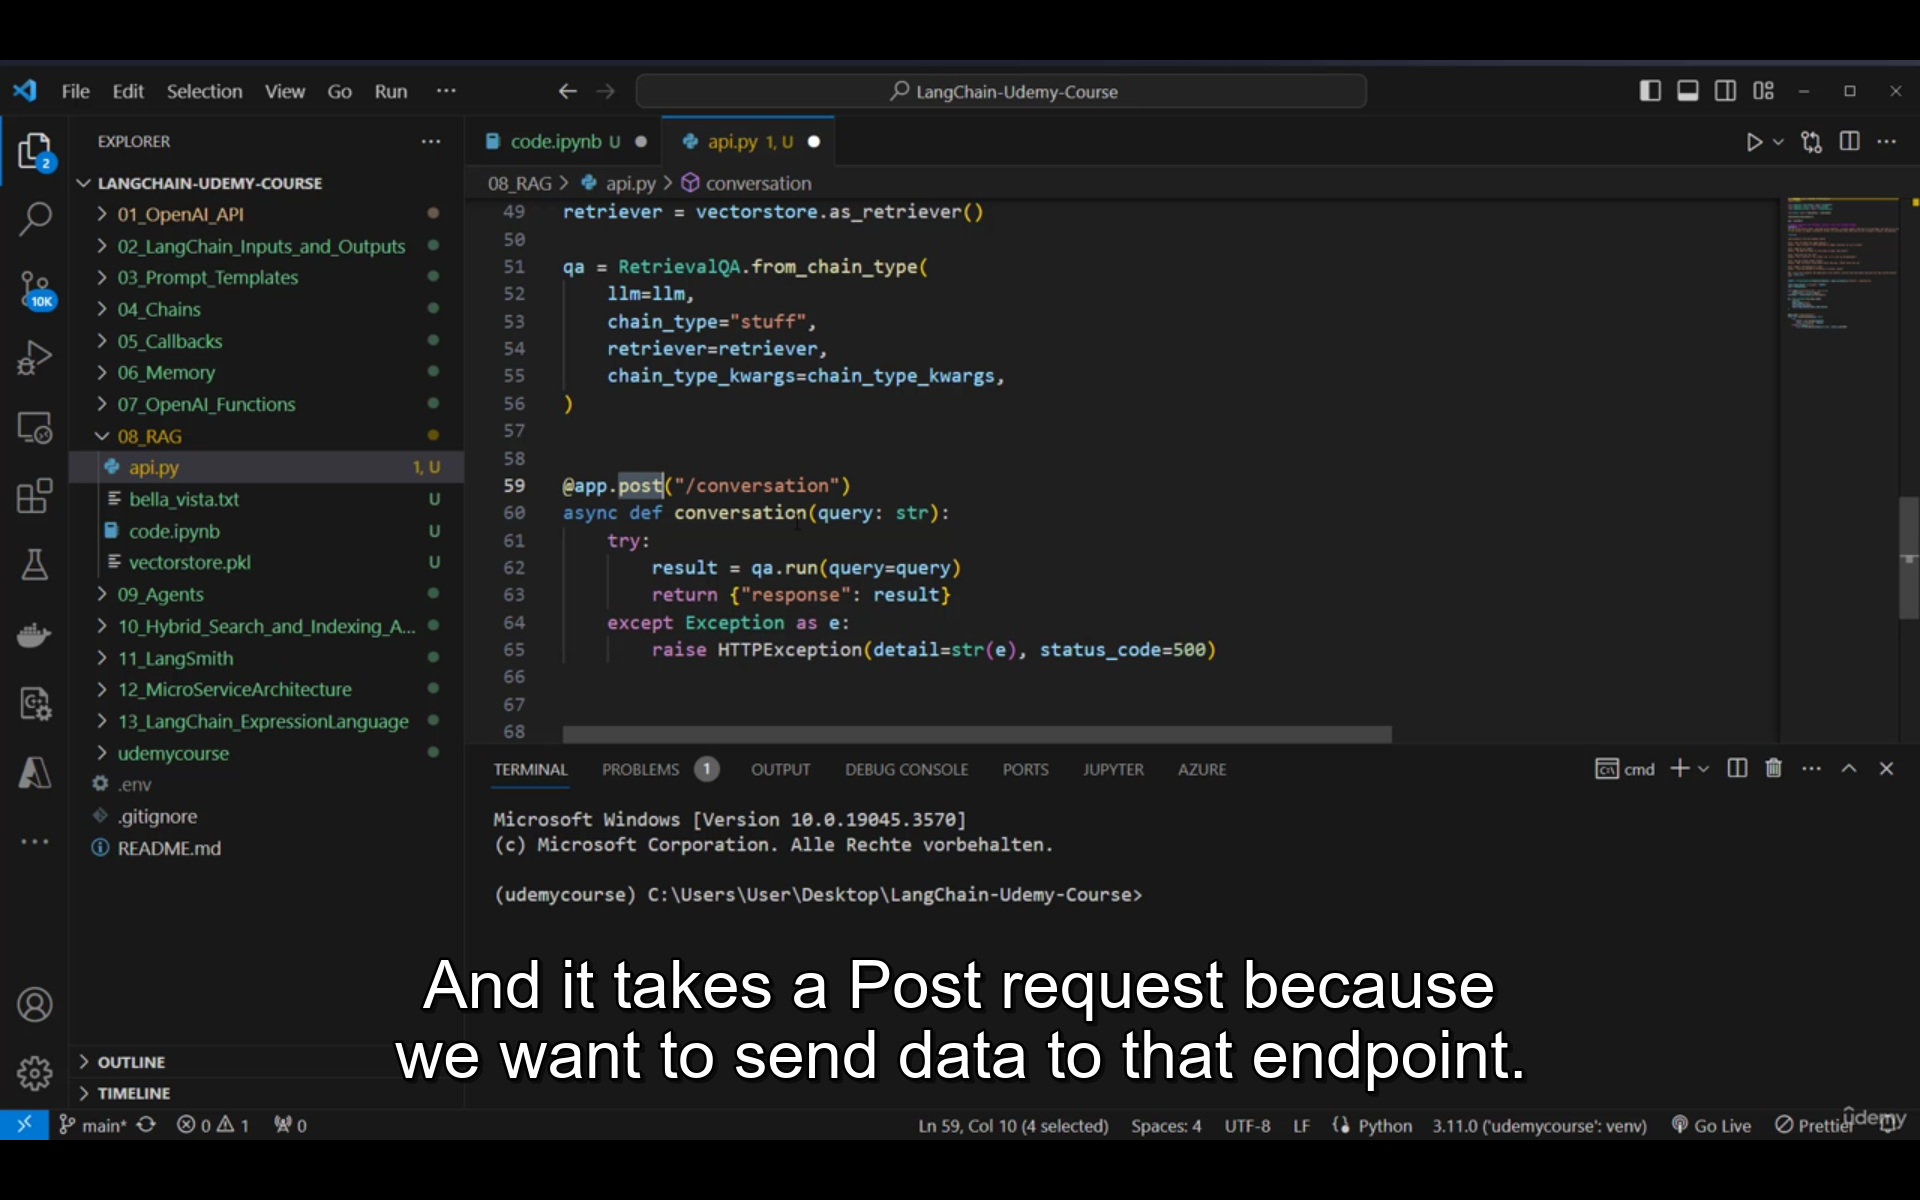 File Edit Selection View Go Run ···
LangChain-Udemy-Course
EXPLORER
2
10K
LANGCHAIN-UDEMY-COURSE
01_OpenAI_API
02_LangChain_Inputs_and_Outputs
03_Prompt_Templates
04_Chains
05_Callbacks
06_Memory
07_OpenAI_Functions
08_RAG
api.py 1, U
bella_vista.txt U
code.ipynb U
vectorstore.pkl U
09_Agents
10_Hybrid_Search_and_Indexing_A...
11_LangSmith
12_MicroServiceArchitecture
13_LangChain_ExpressionLanguage
udemycourse
.env
.gitignore
README.md
OUTLINE
TIMELINE
code.ipynb U api.py 1, U
08_RAG > api.py > conversation
49 retriever = vectorstore.as_retriever()
50
51 qa = RetrievalQA.from_chain_type(
52 llm=llm,
53 chain_type="stuff",
54 retriever=retriever,
55 chain_type_kwargs=chain_type_kwargs,
56 )
57
58
59 @app.post("/conversation")
60 async def conversation(query: str):
61 try:
62 result = qa.run(query=query)
63 return {"response": result}
64 except Exception as e:
65 raise HTTPException(detail=str(e), status_code=500)
66
67
68
TERMINAL PROBLEMS 1 OUTPUT DEBUG CONSOLE PORTS JUPYTER AZURE
cmd
Microsoft Windows [Version 10.0.19045.3570]
(c) Microsoft Corporation. Alle Rechte vorbehalten.
(udemycourse) C:\Users\User\Desktop\LangChain-Udemy-Course>
And it takes a Post request because
we want to send data to that endpoint.
main* 0 1 0 Ln 59, Col 10 (4 selected) Spaces: 4 UTF-8 LF Python 3.11.0 ('udemycourse': venv) Go Live Prettier
udemy